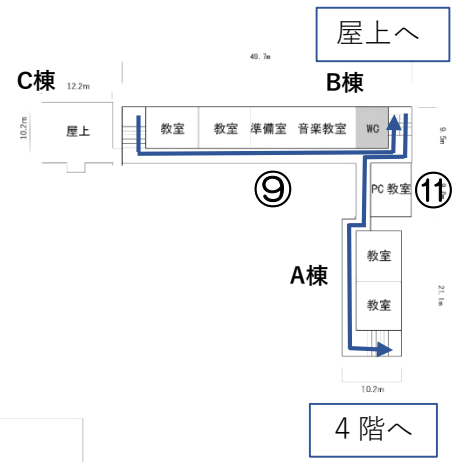 屋上へ
49.7m
C棟
12.2m
B棟
10.2m
屋上
教室
教室
準備室
音楽教室
WC
9.5m
⑨
PC教室
⑪
A棟
教室
教室
21.1m
10.2m
4階へ